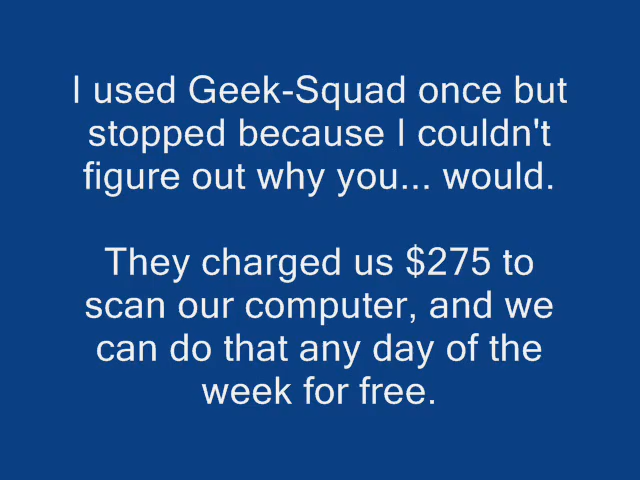 I used Geek-Squad once but
stopped because I couldn't
figure out why you... would.
They charged us $275 to
scan our computer, and we
can do that any day of the
week for free.